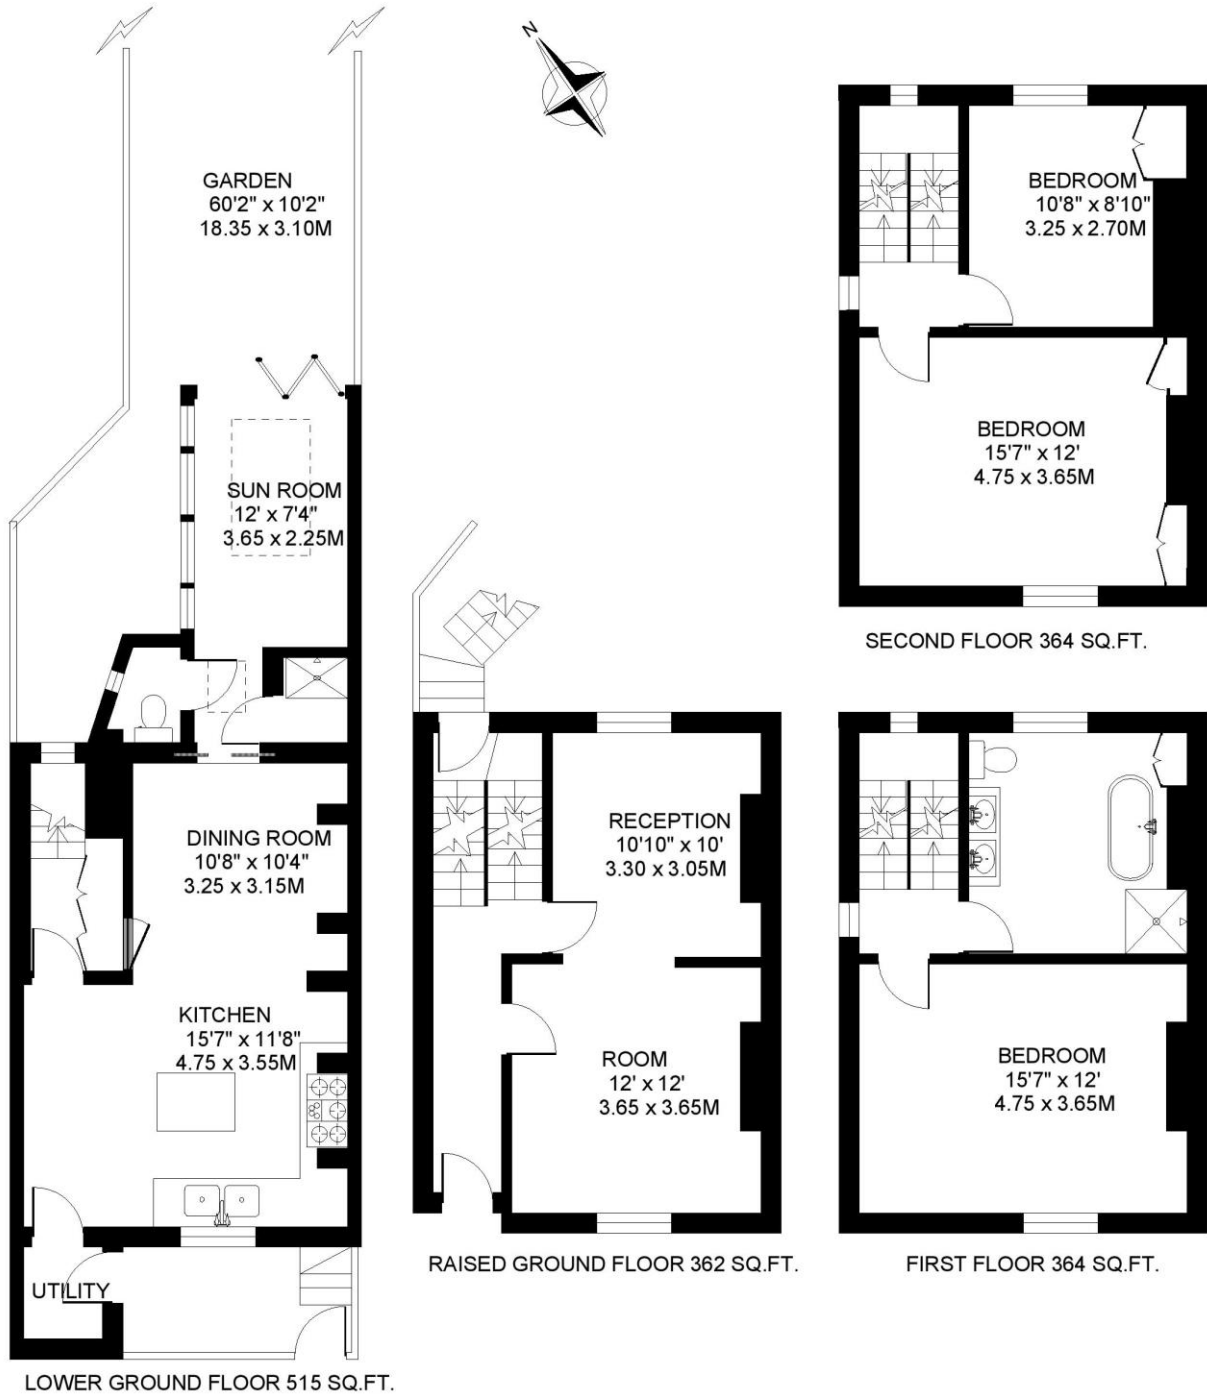 N
GARDEN
60'2" x 10'2"
18.35 x 3.10M
SUN ROOM
12' x 7'4"
3.65 x 2.25M
DINING ROOM
10'8" x 10'4"
3.25 x 3.15M
KITCHEN
15'7" x 11'8"
4.75 x 3.55M
UTILITY
LOWER GROUND FLOOR 515 SQ.FT.
RECEPTION
10'10" x 10'
3.30 x 3.05M
ROOM
12' x 12'
3.65 x 3.65M
RAISED GROUND FLOOR 362 SQ.FT.
BEDROOM
10'8" x 8'10"
3.25 x 2.70M
BEDROOM
15'7" x 12'
4.75 x 3.65M
SECOND FLOOR 364 SQ.FT.
BEDROOM
15'7" x 12'
4.75 x 3.65M
FIRST FLOOR 364 SQ.FT.